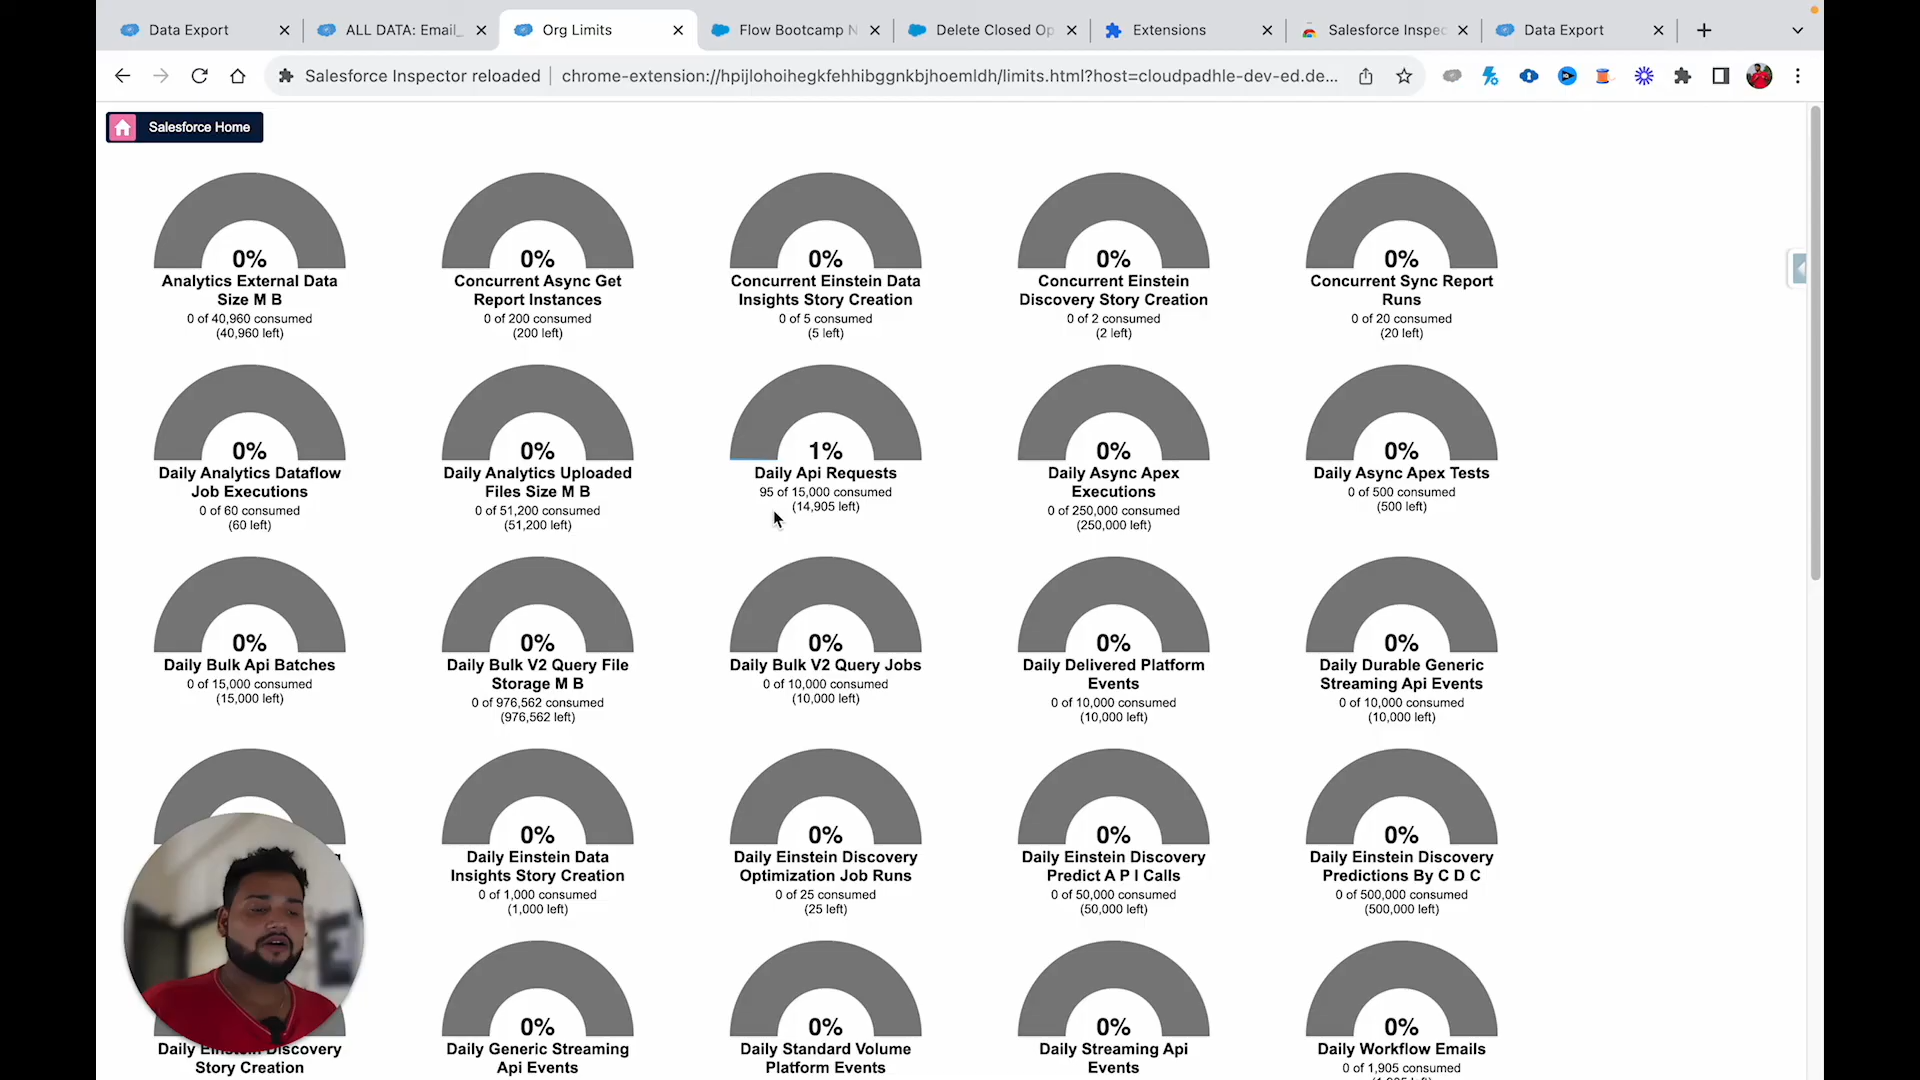 Data Export
ALL DATA: Email_
Org Limits
Flow Bootcamp N
Delete Closed Op
Extensions
Salesforce Inspec
Data Export
Salesforce Inspector reloaded
chrome-extension://hpijlohoihegkfehhibggnkbjhoemldh/limits.html?host=cloudpadhle-dev-ed.de...
Salesforce Home
0%
Analytics External Data
Size M B
0 of 40,960 consumed
(40,960 left)
0%
Concurrent Async Get
Report Instances
0 of 200 consumed
(200 left)
0%
Concurrent Einstein Data
Insights Story Creation
0 of 5 consumed
(5 left)
0%
Concurrent Einstein
Discovery Story Creation
0 of 2 consumed
(2 left)
0%
Concurrent Sync Report
Runs
0 of 20 consumed
(20 left)
0%
Daily Analytics Dataflow
Job Executions
0 of 60 consumed
(60 left)
0%
Daily Analytics Uploaded
Files Size M B
0 of 51,200 consumed
(51,200 left)
1%
Daily Api Requests
95 of 15,000 consumed
(14,905 left)
0%
Daily Async Apex
Executions
0 of 250,000 consumed
(250,000 left)
0%
Daily Async Apex Tests
0 of 500 consumed
(500 left)
0%
Daily Bulk Api Batches
0 of 15,000 consumed
(15,000 left)
0%
Daily Bulk V2 Query File
Storage M B
0 of 976,562 consumed
(976,562 left)
0%
Daily Bulk V2 Query Jobs
0 of 10,000 consumed
(10,000 left)
0%
Daily Delivered Platform
Events
0 of 10,000 consumed
(10,000 left)
0%
Daily Durable Generic
Streaming Api Events
0 of 10,000 consumed
(10,000 left)
0%
Daily Einstein Data
Insights Story Creation
0 of 1,000 consumed
(1,000 left)
0%
Daily Einstein Discovery
Optimization Job Runs
0 of 25 consumed
(25 left)
0%
Daily Einstein Discovery
Predict A P I Calls
0 of 50,000 consumed
(50,000 left)
0%
Daily Einstein Discovery
Predictions By C D C
0 of 500,000 consumed
(500,000 left)
Daily Einstein Discovery
Story Creation
0%
Daily Generic Streaming
Api Events
0%
Daily Standard Volume
Platform Events
0%
Daily Streaming Api
Events
0%
Daily Workflow Emails
0 of 1,905 consumed